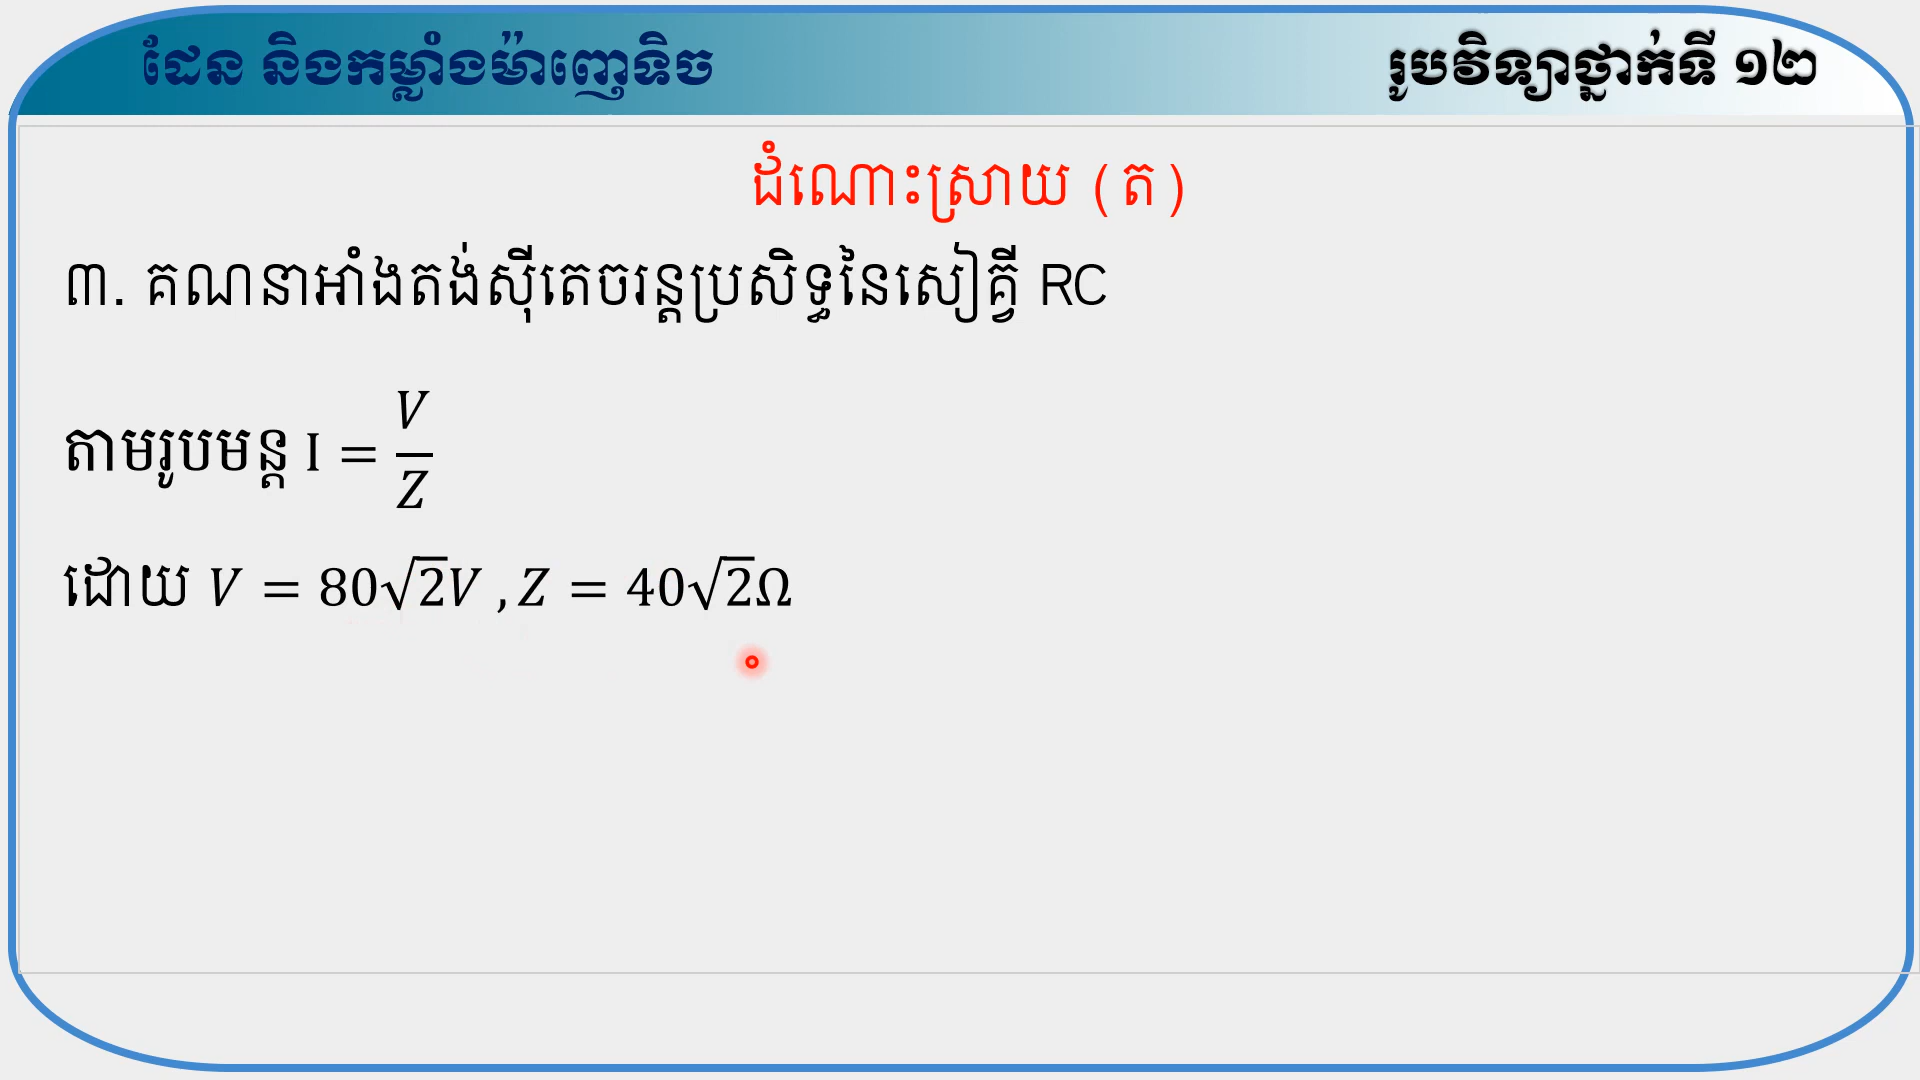 ដែន និងកម្លាំងម៉ាញេទិច
រូបវិទ្យាថ្នាក់ទី ១២
ដំណោះស្រាយ (ត)
៣. គណនាអាំងតង់ស៊ីតេចរន្តប្រសិទ្ធនៃសៀគ្វី RC
តាមរូបមន្ត I = V/Z
ដោយ V = 80√2V , Z = 40√2Ω